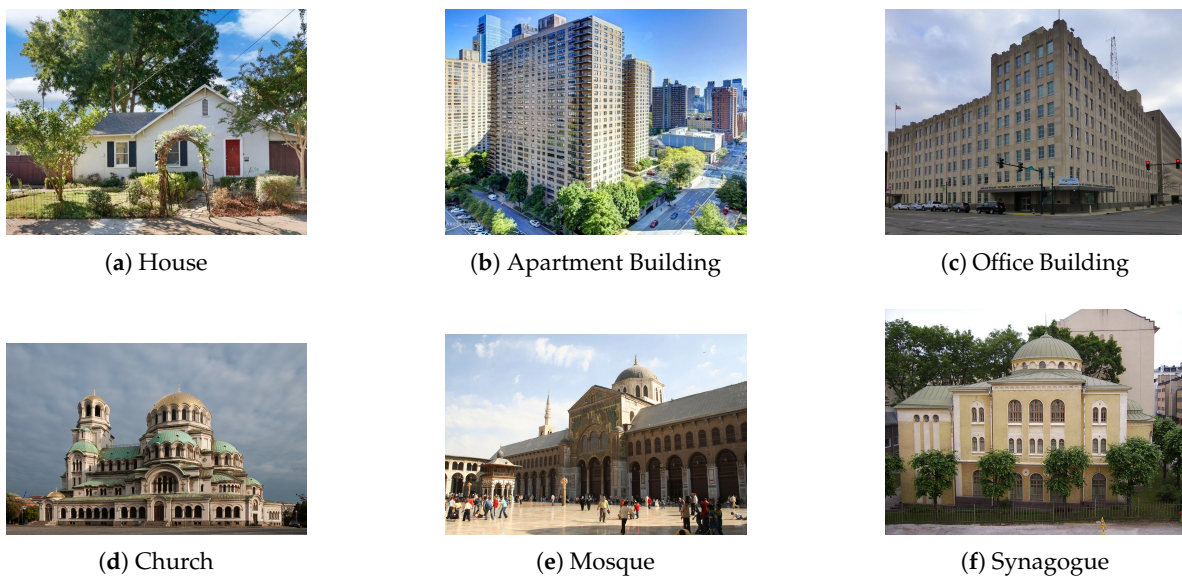 (a) House
(b) Apartment Building
(c) Office Building
(d) Church
(e) Mosque
(f) Synagogue